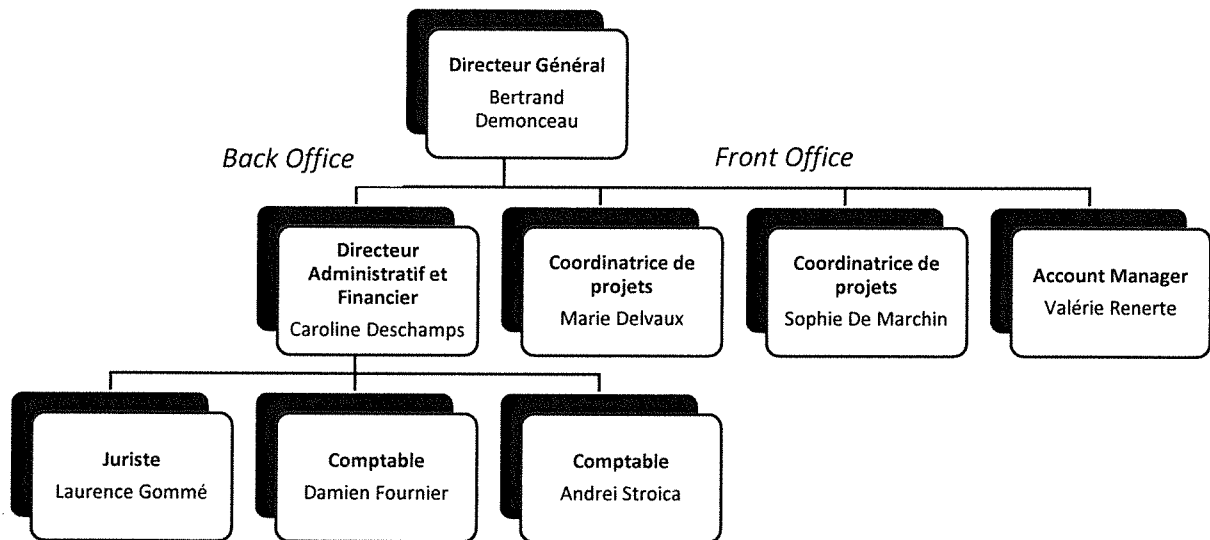 Directeur Général
Bertrand
Demonceau
Back Office
Front Office
Directeur
Administratif et
Financier
Caroline Deschamps
Coordinatrice de
projets
Marie Delvaux
Coordinatrice de
projets
Sophie De Marchin
Account Manager
Valérie Renerte
Juriste
Laurence Gommé
Comptable
Damien Fournier
Comptable
Andrei Stroica